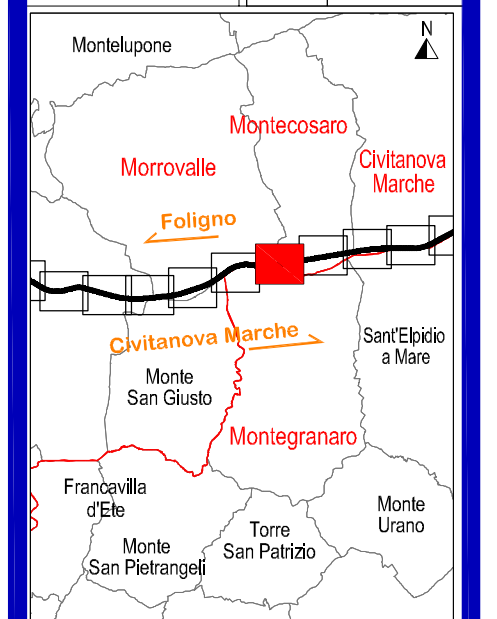 N
Montelupone
Montecosaro
Morrovalle
Civitanova
Marche
Foligno
Civitanova Marche
Sant'Elpidio
a Mare
Monte
San Giusto
Montegranaro
Francavilla
d'Ete
Monte
Urano
Torre
San Patrizio
Monte
San Pietrangeli